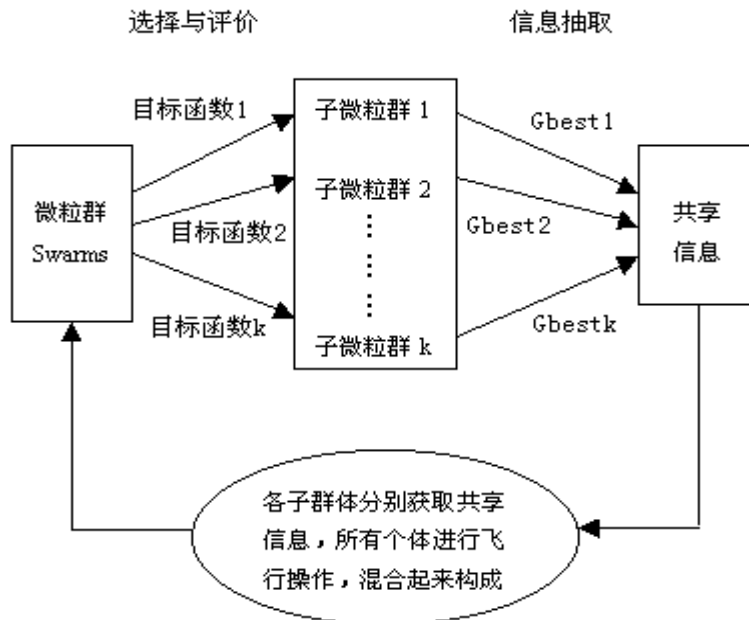 选择与评价
信息抽取
目标函数1
子微粒群 1
Gbest1
微粒群
Swarms
子微粒群 2
目标函数2
Gbest2
共享
信息
目标函数k
子微粒群 k
Gbestk
各子群体分别获取共享
信息，所有个体进行飞
行操作，混合起来构成